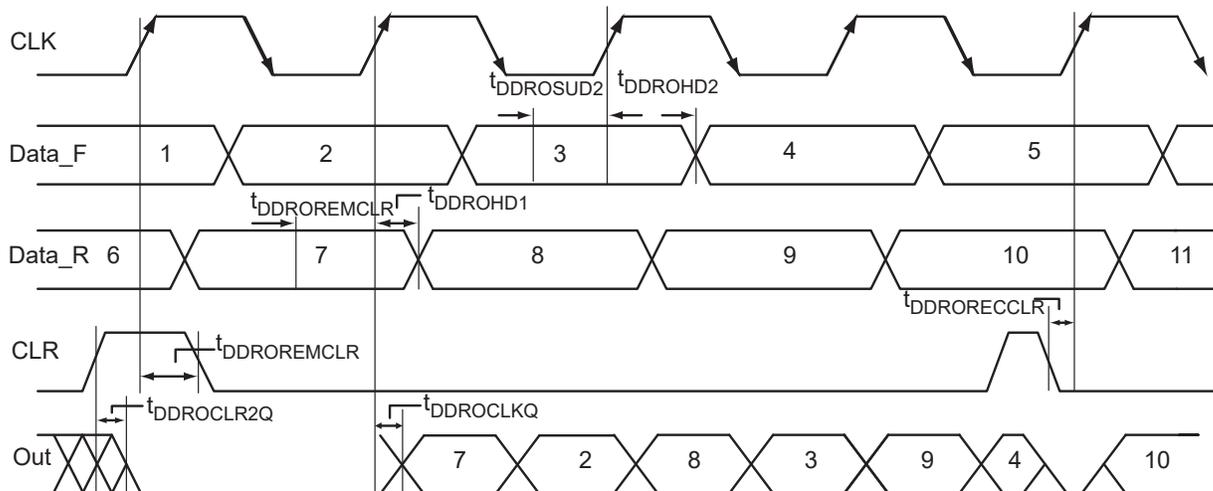 CLK
tDDROSUD2 tDDROHD2
Data_F 1 2 3 4 5
tDDROREMCLR tDDROHD1
Data_R 6 7 8 9 10 11
tDDRORECCLR
CLR tDDROREMCLR
tDDROCLR2Q tDDROCLKQ
Out 7 2 8 3 9 4 10